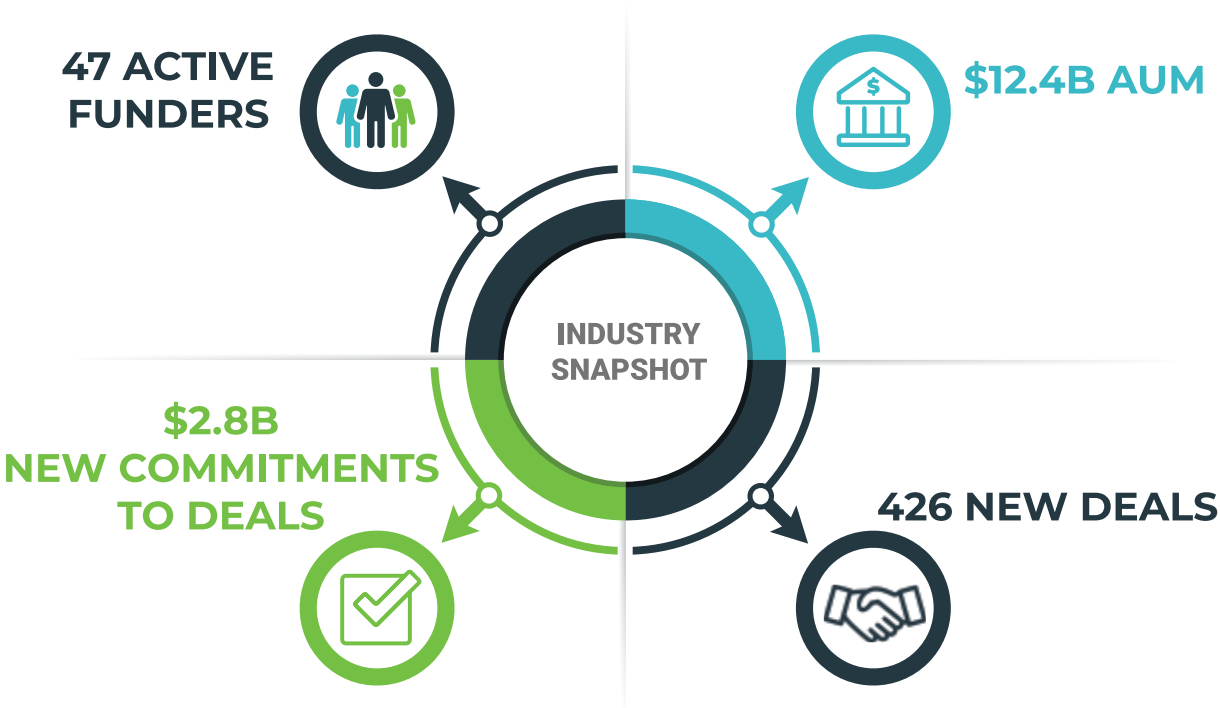 47 ACTIVE
FUNDERS
$
$12.4B AUM
INDUSTRY
SNAPSHOT
$2.8B
NEW COMMITMENTS
TO DEALS
426 NEW DEALS